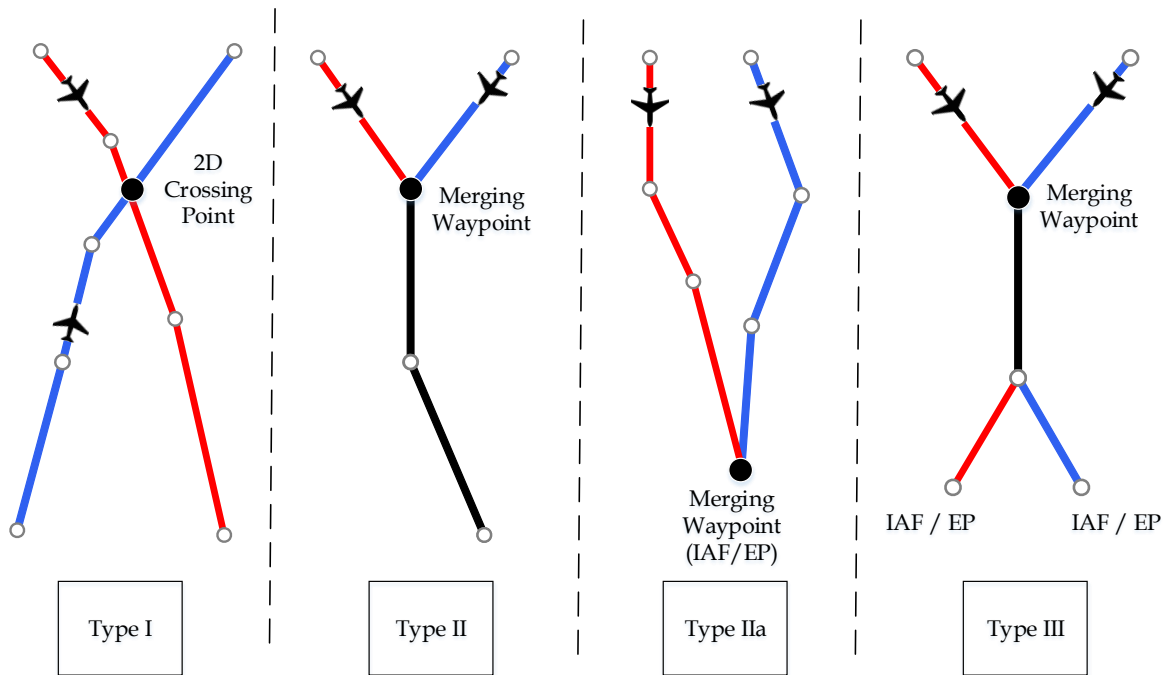 2D
Crossing
Point
Merging
Waypoint
Merging
Waypoint
(IAF/EP)
Merging
Waypoint
IAF / EP
IAF / EP
Type I
Type II
Type IIa
Type III